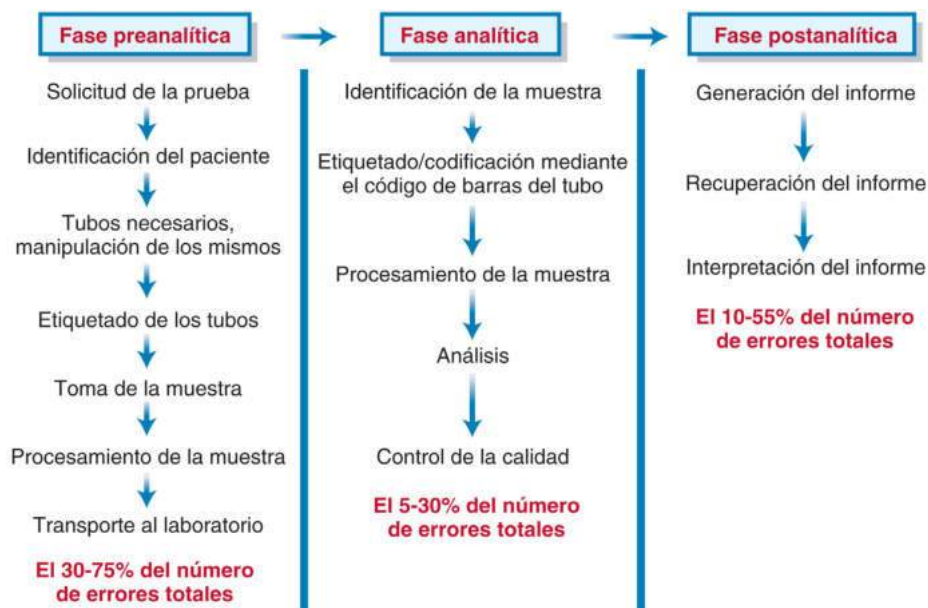 Fase preanalítica
Solicitud de la prueba
Identificación del paciente
Tubos necesarios,
manipulación de los mismos
Etiquetado de los tubos
Toma de la muestra
Procesamiento de la muestra
Transporte al laboratorio
El 30-75% del número
de errores totales
Fase analítica
Identificación de la muestra
Etiquetado/codificación mediante
el código de barras del tubo
Procesamiento de la muestra
Análisis
Control de la calidad
El 5-30% del número
de errores totales
Fase postanalítica
Generación del informe
Recuperación del informe
Interpretación del informe
El 10-55% del número
de errores totales